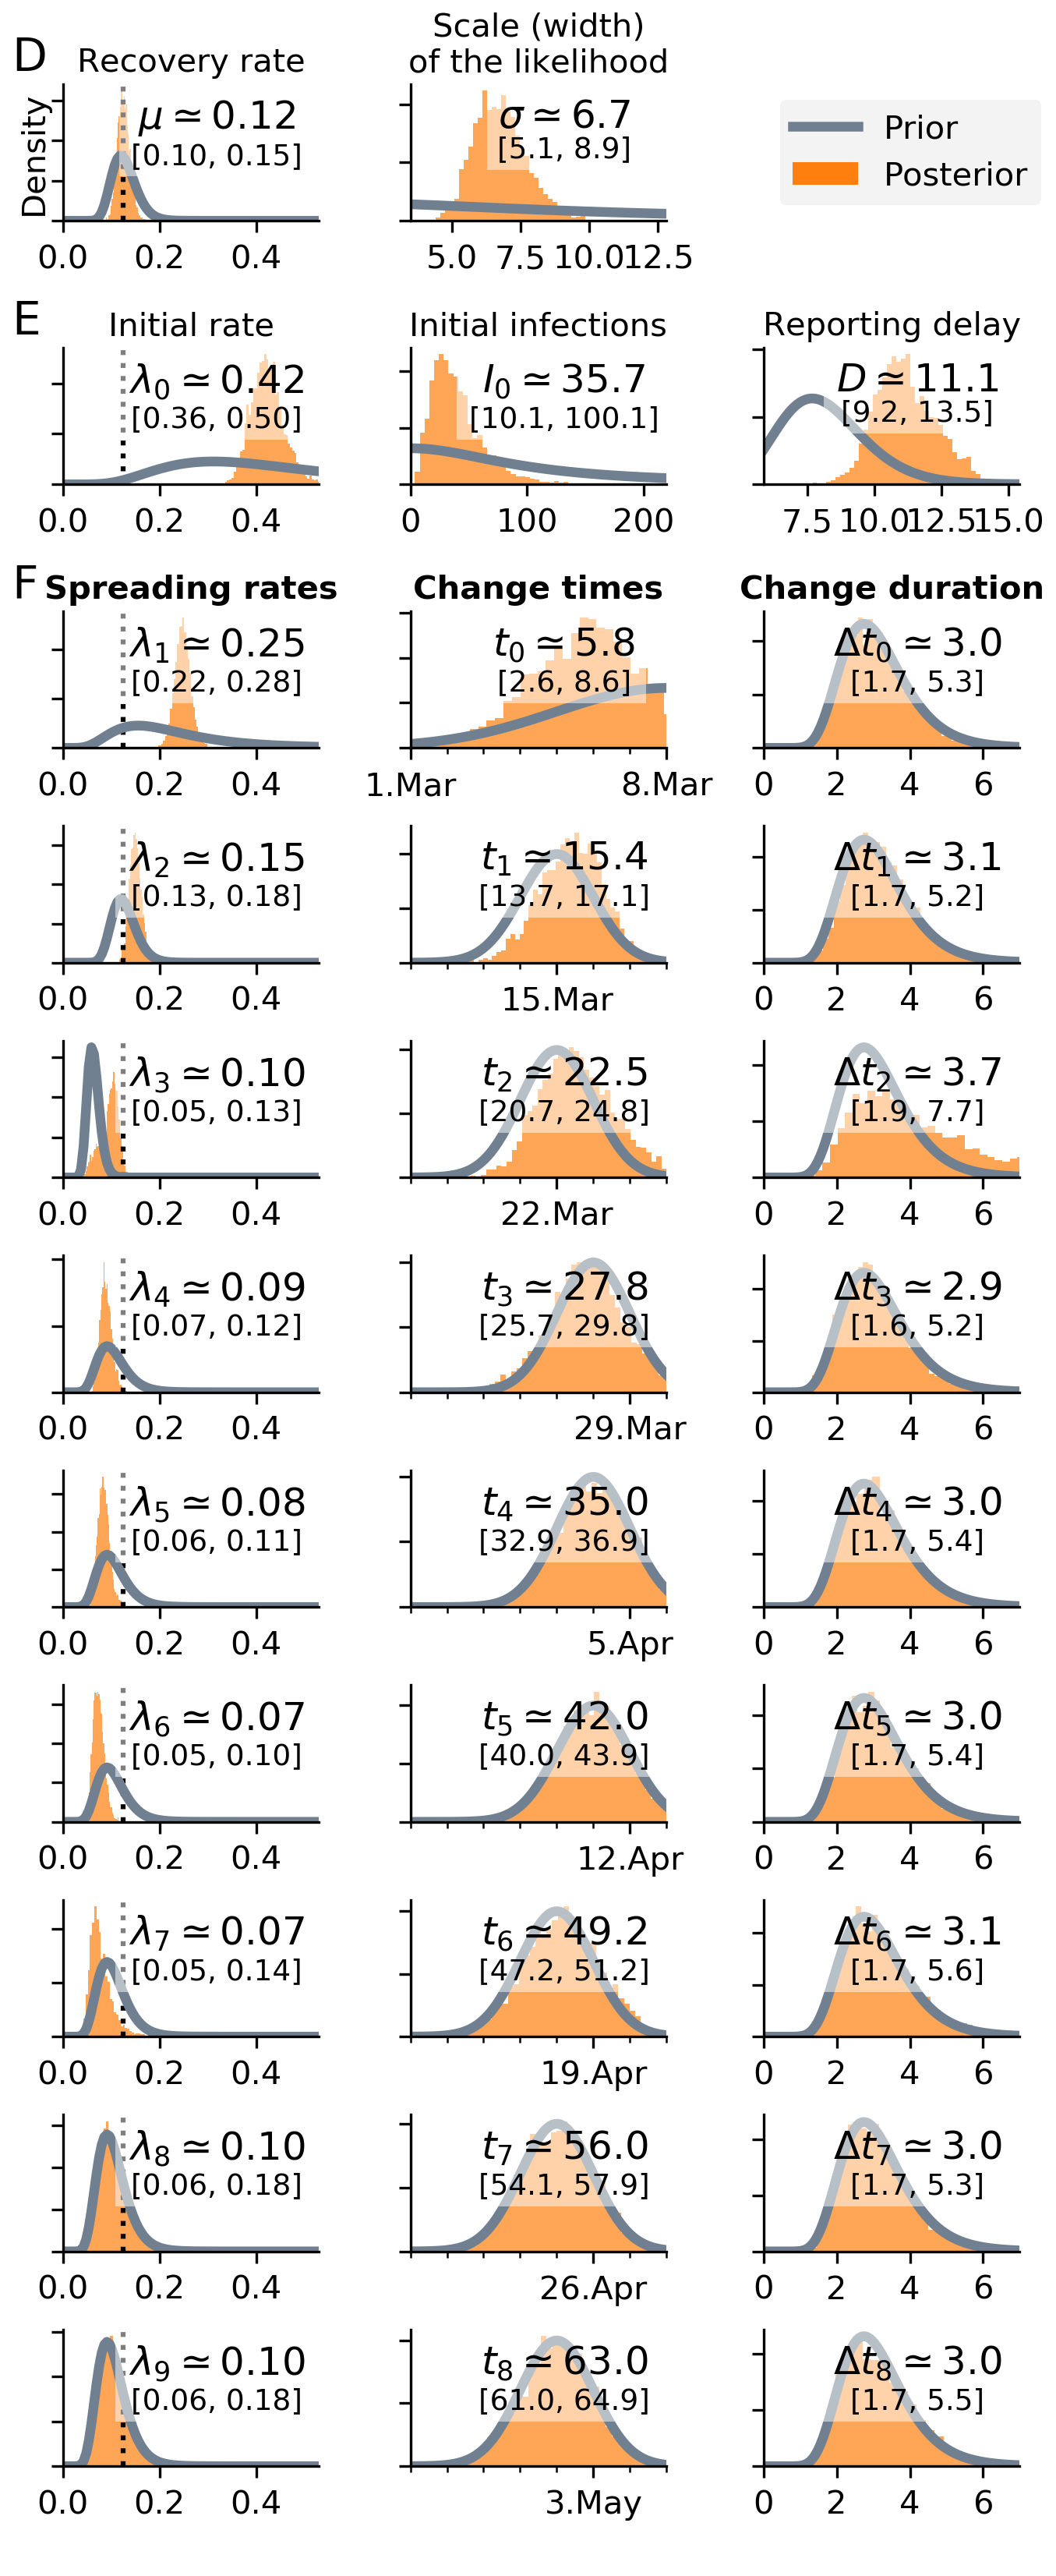 D
Recovery rate
Scale (width)
of the likelihood
Density
μ ≃ 0.12
[0.10, 0.15]
0.0 0.2 0.4
σ ≃ 6.7
[5.1, 8.9]
5.0 7.5 10.0 12.5
Prior
Posterior
E
Initial rate
λ0 ≃ 0.42
[0.36, 0.50]
0.0 0.2 0.4
Initial infections
I0 ≃ 35.7
[10.1, 100.1]
0 100 200
Reporting delay
D ≃ 11.1
[9.2, 13.5]
7.5 10.0 12.5 15.0
F
Spreading rates
Change times
Change duration
λ1 ≃ 0.25
[0.22, 0.28]
0.0 0.2 0.4
t0 ≃ 5.8
[2.6, 8.6]
1.Mar 8.Mar
Δt0 ≃ 3.0
[1.7, 5.3]
0 2 4 6
λ2 ≃ 0.15
[0.13, 0.18]
0.0 0.2 0.4
t1 ≃ 15.4
[13.7, 17.1]
15.Mar
Δt1 ≃ 3.1
[1.7, 5.2]
0 2 4 6
λ3 ≃ 0.10
[0.05, 0.13]
0.0 0.2 0.4
t2 ≃ 22.5
[20.7, 24.8]
22.Mar
Δt2 ≃ 3.7
[1.9, 7.7]
0 2 4 6
λ4 ≃ 0.09
[0.07, 0.12]
0.0 0.2 0.4
t3 ≃ 27.8
[25.7, 29.8]
29.Mar
Δt3 ≃ 2.9
[1.6, 5.2]
0 2 4 6
λ5 ≃ 0.08
[0.06, 0.11]
0.0 0.2 0.4
t4 ≃ 35.0
[32.9, 36.9]
5.Apr
Δt4 ≃ 3.0
[1.7, 5.4]
0 2 4 6
λ6 ≃ 0.07
[0.05, 0.10]
0.0 0.2 0.4
t5 ≃ 42.0
[40.0, 43.9]
12.Apr
Δt5 ≃ 3.0
[1.7, 5.4]
0 2 4 6
λ7 ≃ 0.07
[0.05, 0.14]
0.0 0.2 0.4
t6 ≃ 49.2
[47.2, 51.2]
19.Apr
Δt6 ≃ 3.1
[1.7, 5.6]
0 2 4 6
λ8 ≃ 0.10
[0.06, 0.18]
0.0 0.2 0.4
t7 ≃ 56.0
[54.1, 57.9]
26.Apr
Δt7 ≃ 3.0
[1.7, 5.3]
0 2 4 6
λ9 ≃ 0.10
[0.06, 0.18]
0.0 0.2 0.4
t8 ≃ 63.0
[61.0, 64.9]
3.May
Δt8 ≃ 3.0
[1.7, 5.5]
0 2 4 6